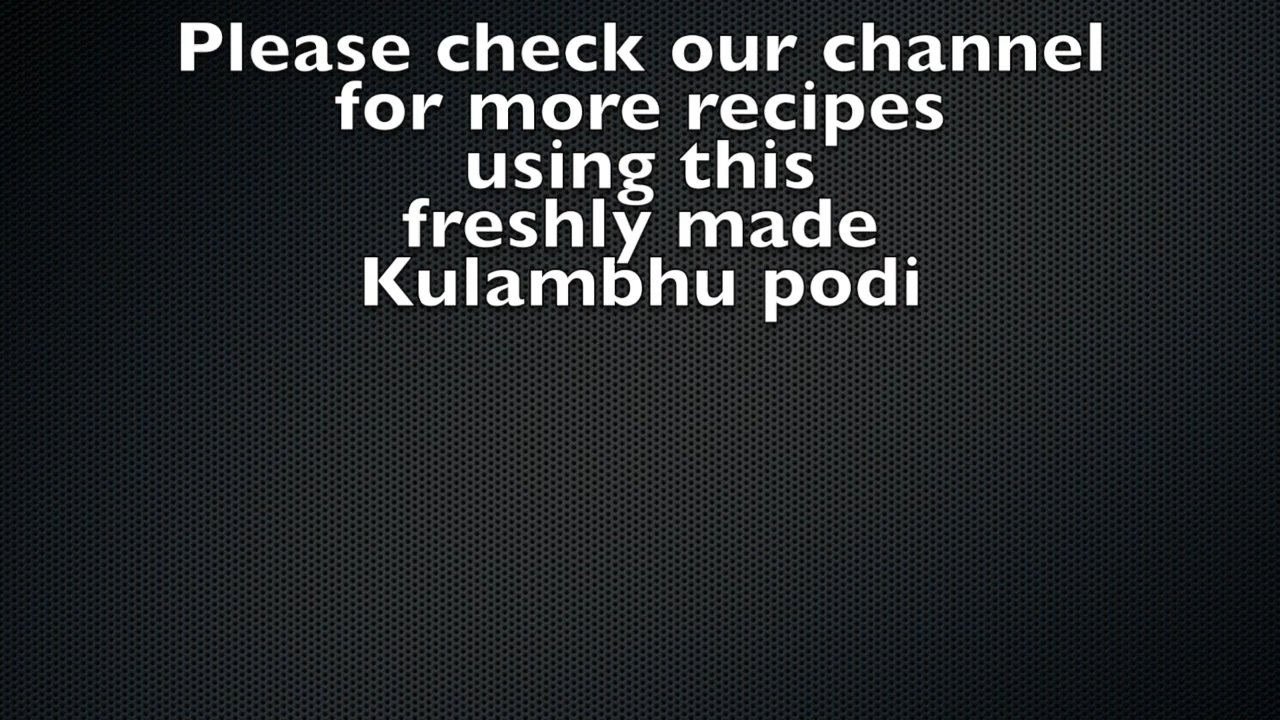 Please check our channel
for more recipes
using this
freshly made
Kulambhu podi